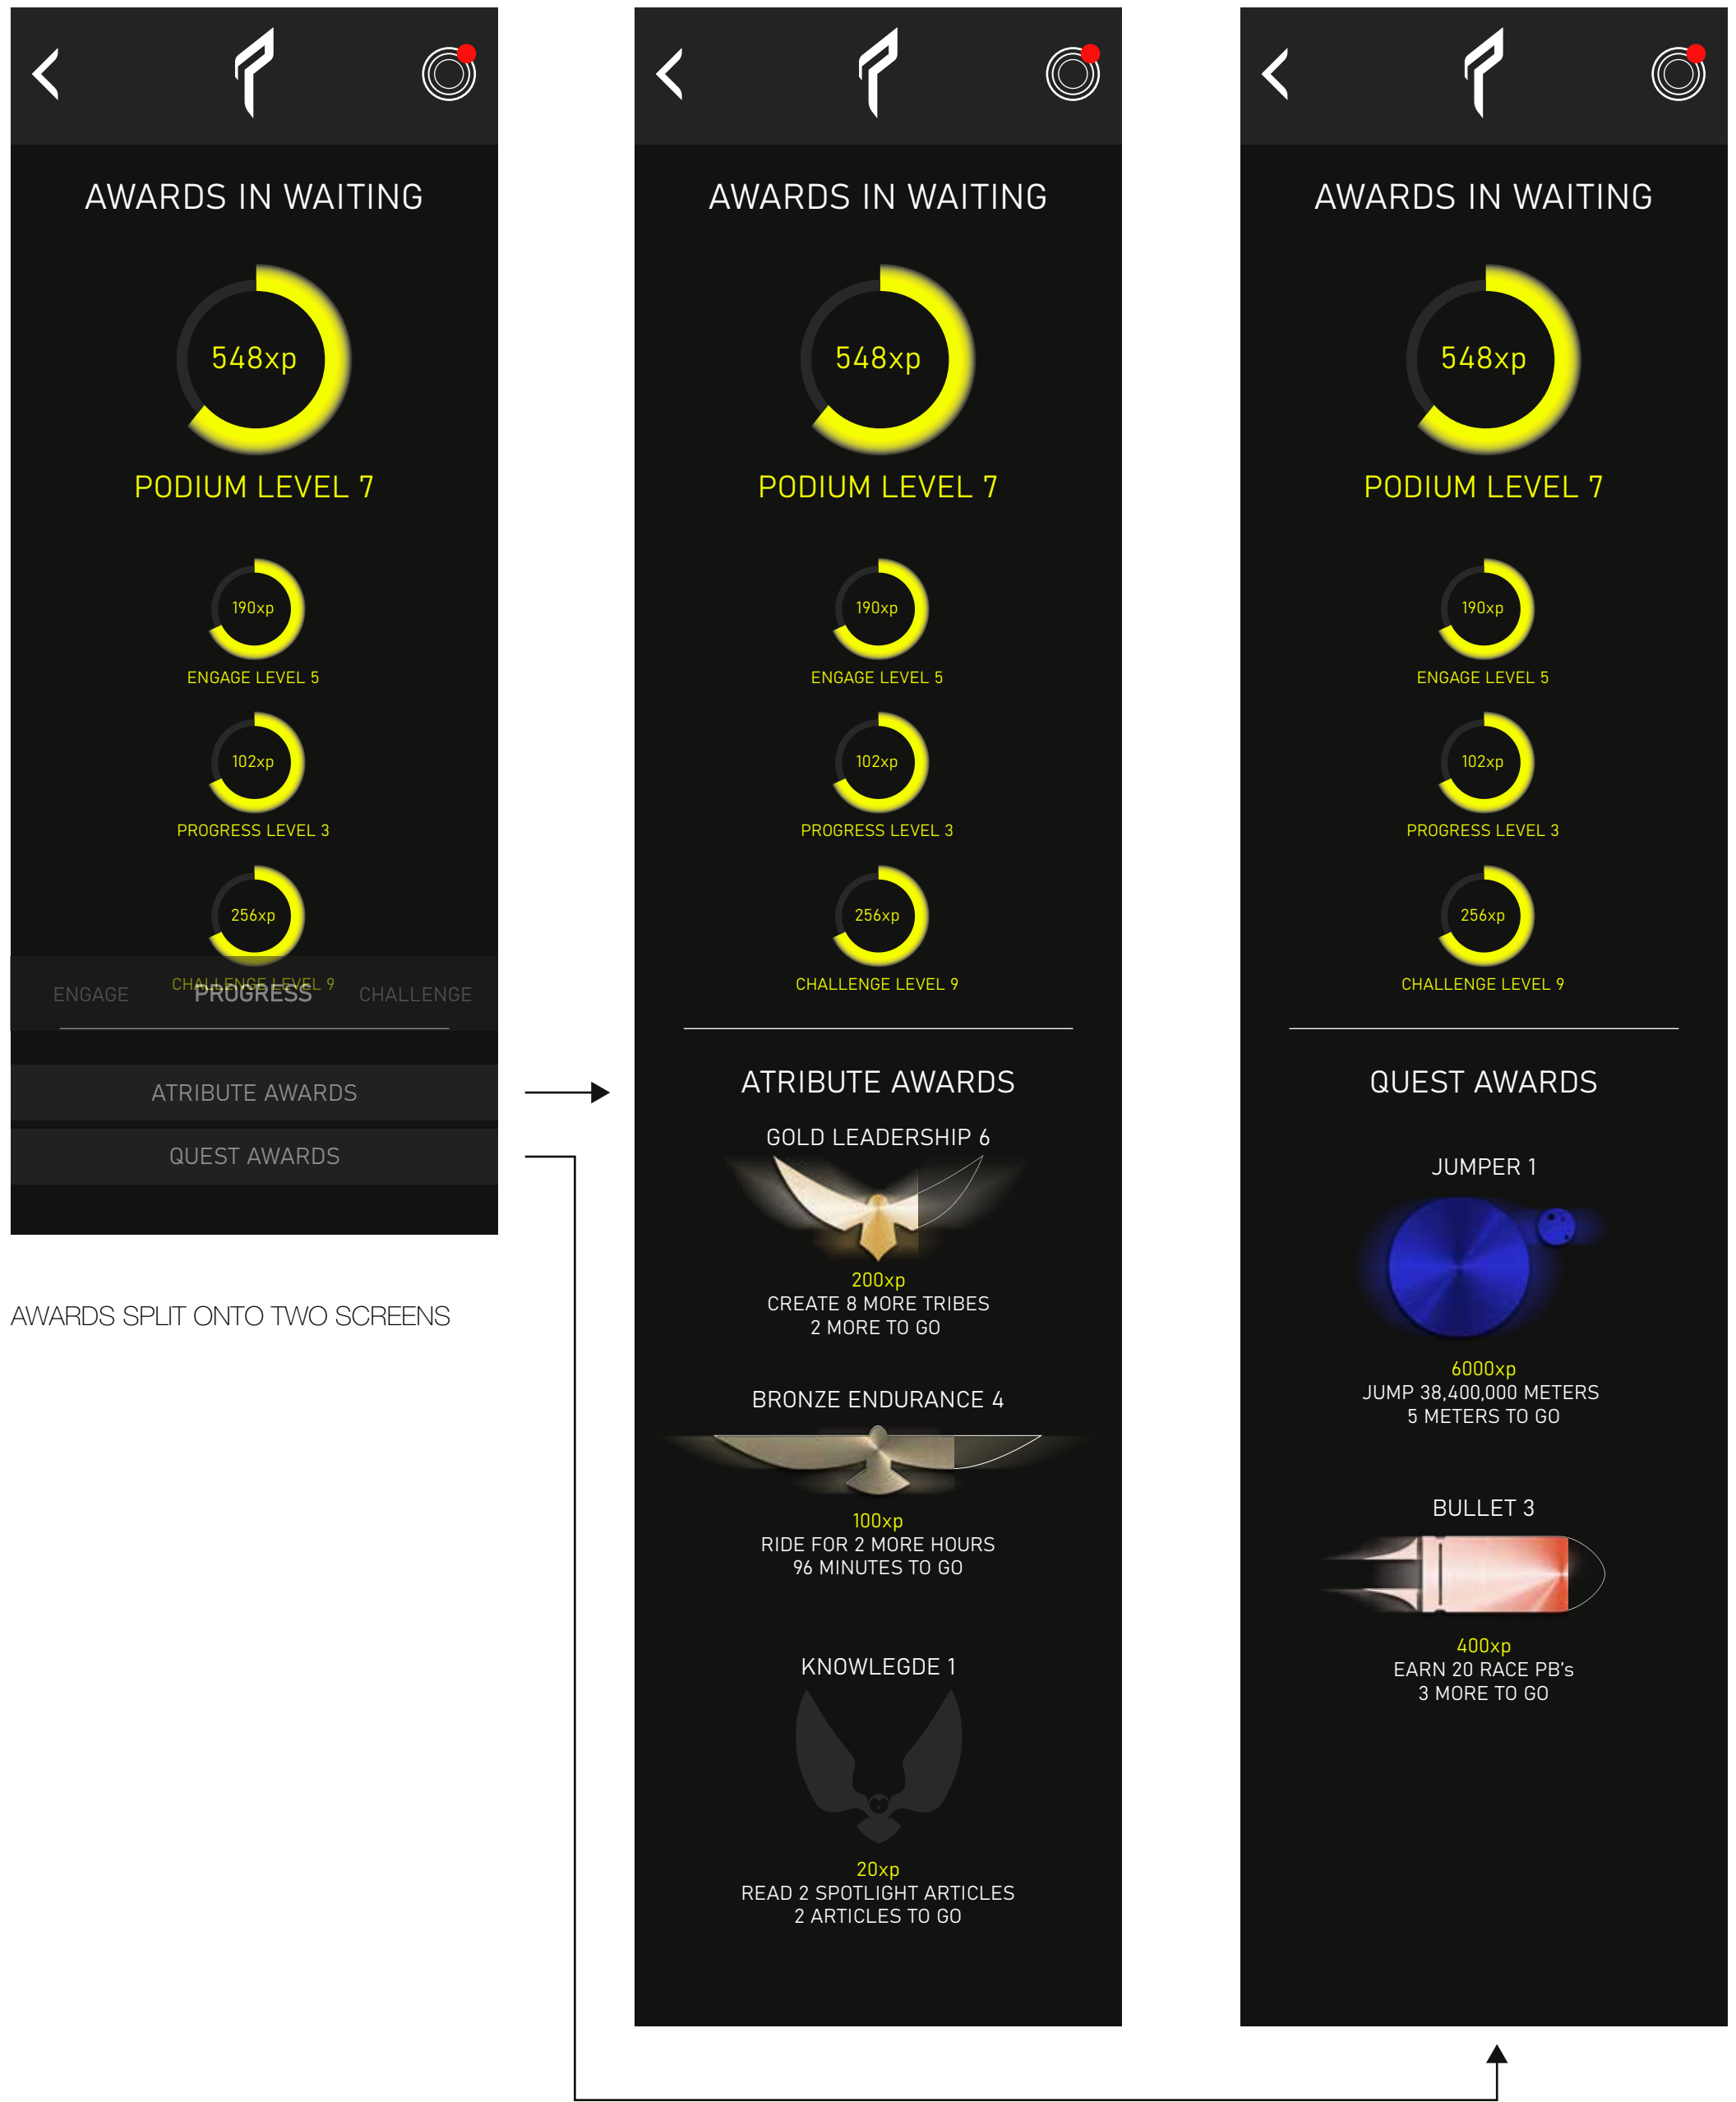 AWARDS IN WAITING
548xp
PODIUM LEVEL 7
190xp
ENGAGE LEVEL 5
102xp
PROGRESS LEVEL 3
256xp
CHALLENGE LEVEL 9
ENGAGE PROGRESS CHALLENGE
ATRIBUTE AWARDS
QUEST AWARDS
AWARDS SPLIT ONTO TWO SCREENS
AWARDS IN WAITING
548xp
PODIUM LEVEL 7
190xp
ENGAGE LEVEL 5
102xp
PROGRESS LEVEL 3
256xp
CHALLENGE LEVEL 9
ATRIBUTE AWARDS
GOLD LEADERSHIP 6
200xp
CREATE 8 MORE TRIBES
2 MORE TO GO
BRONZE ENDURANCE 4
100xp
RIDE FOR 2 MORE HOURS
96 MINUTES TO GO
KNOWLEGDE 1
20xp
READ 2 SPOTLIGHT ARTICLES
2 ARTICLES TO GO
AWARDS IN WAITING
548xp
PODIUM LEVEL 7
190xp
ENGAGE LEVEL 5
102xp
PROGRESS LEVEL 3
256xp
CHALLENGE LEVEL 9
QUEST AWARDS
JUMPER 1
6000xp
JUMP 38,400,000 METERS
5 METERS TO GO
BULLET 3
400xp
EARN 20 RACE PB's
3 MORE TO GO